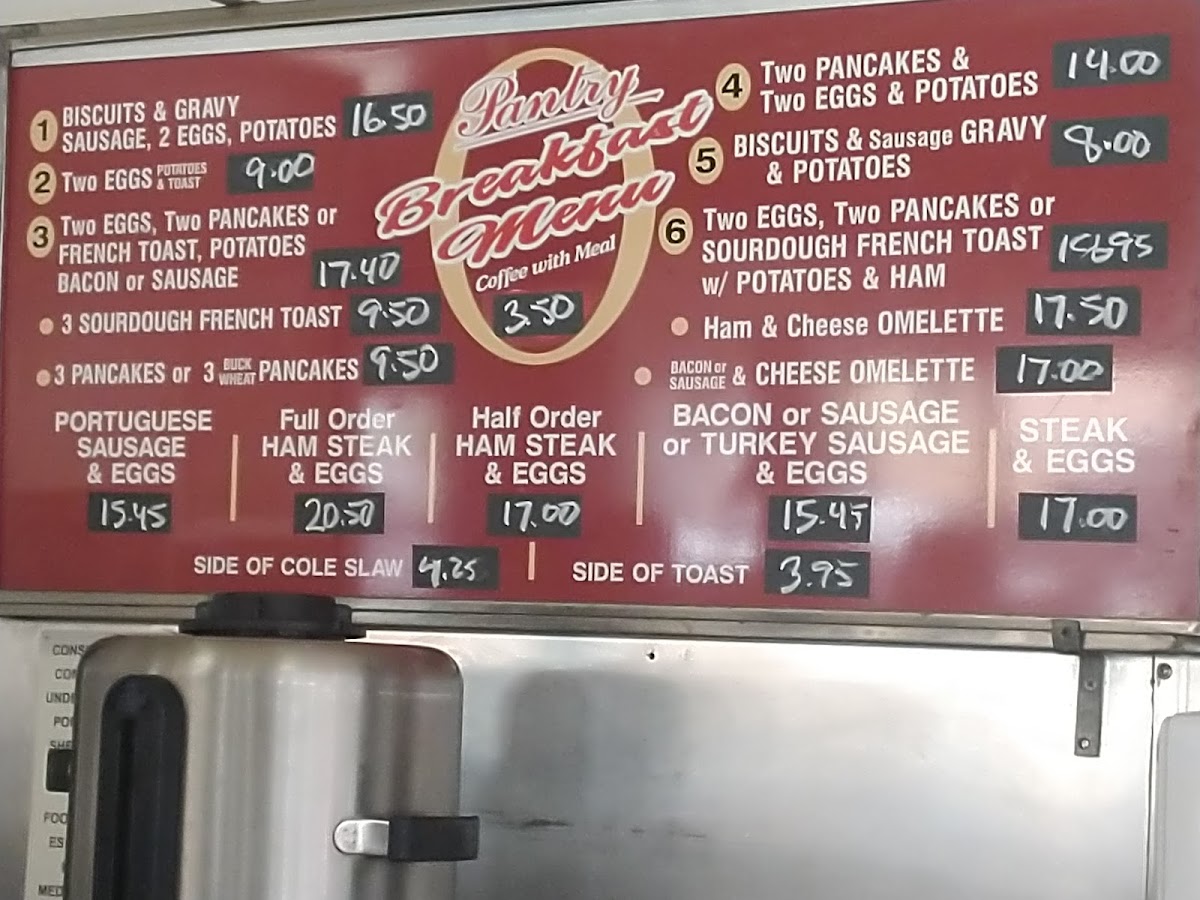 Pantry
Breakfast
Menu
Coffee with Meal
3.50
1 BISCUITS & GRAVY
SAUSAGE, 2 EGGS, POTATOES 16.50
2 Two EGGS POTATOES & TOAST 9.00
3 Two EGGS, Two PANCAKES or
FRENCH TOAST, POTATOES
BACON or SAUSAGE 17.40
3 SOURDOUGH FRENCH TOAST 9.50
3 PANCAKES or 3 BUCK WHEAT PANCAKES 9.50
4 Two PANCAKES &
Two EGGS & POTATOES 14.00
5 BISCUITS & Sausage GRAVY
& POTATOES 8.00
6 Two EGGS, Two PANCAKES or
SOURDOUGH FRENCH TOAST
w/ POTATOES & HAM
Ham & Cheese OMELETTE 17.50
BACON or SAUSAGE & CHEESE OMELETTE 17.00
PORTUGUESE
SAUSAGE
& EGGS
15.45
Full Order
HAM STEAK
& EGGS
20.50
Half Order
HAM STEAK
& EGGS
17.00
BACON or SAUSAGE
or TURKEY SAUSAGE
& EGGS
15.45
STEAK
& EGGS
17.00
SIDE OF COLE SLAW 4.25
SIDE OF TOAST 3.95